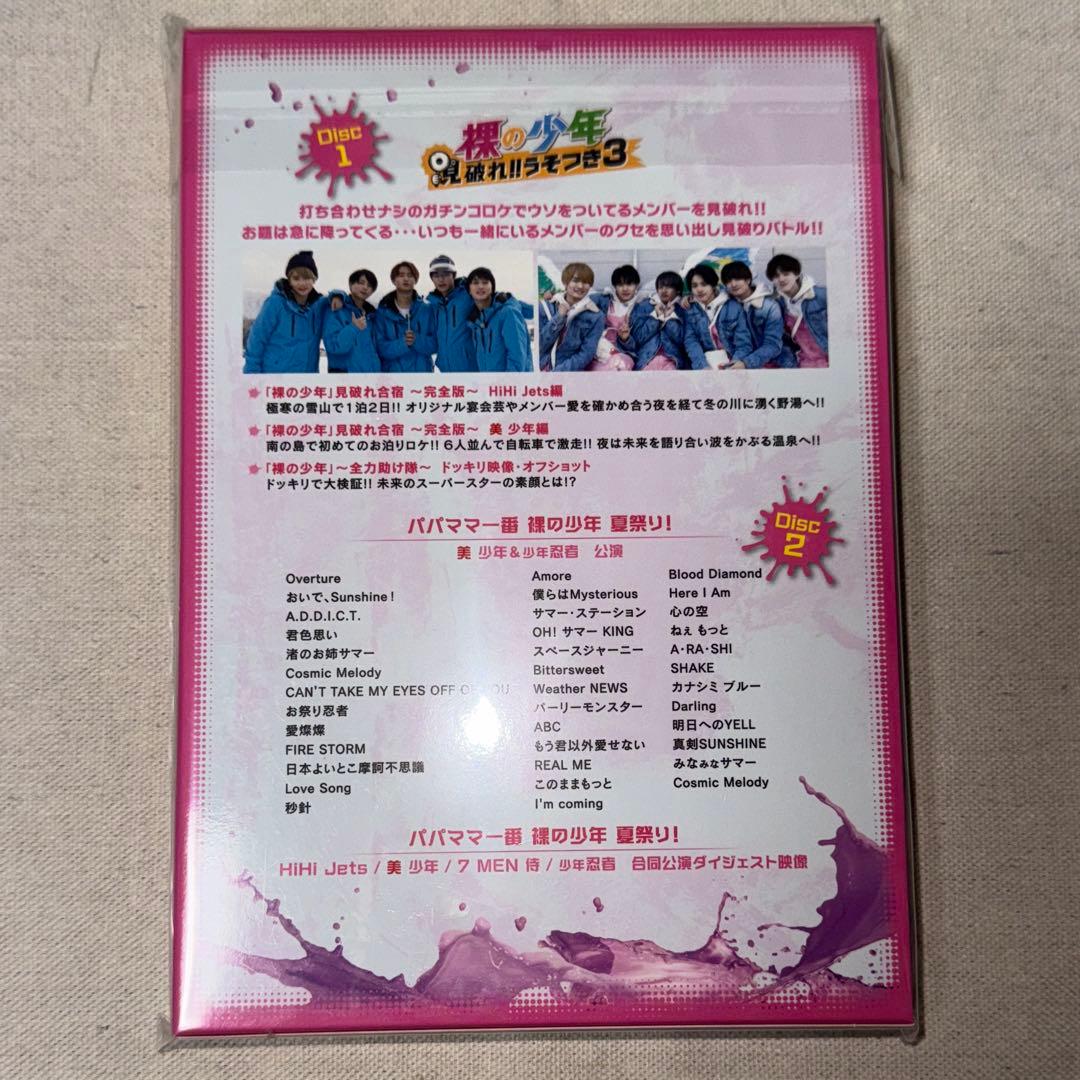 Disc
1
裸の少年
見破れ!!うそつき3
打ち合わせナシのガチンコロケでウソをついてるメンバーを見破れ!!
お題は急に降ってくる・・・いつも一緒にいるメンバーのクセを思い出し見破りバトル!!
「裸の少年」見破れ合宿 ～完全版～ HiHi Jets編
極寒の雪山で1泊2日!! オリジナル宴会芸やメンバー愛を確かめ合う夜を経て冬の川に湧く野湯へ!!
「裸の少年」見破れ合宿 ～完全版～ 美 少年編
南の島で初めてのお泊りロケ!! 6人並んで自転車で激走!! 夜は未来を語り合い波をかぶる温泉へ!!
「裸の少年」～全力助け隊～ ドッキリ映像・オフショット
ドッキリで大検証!! 未来のスーパースターの素顔とは!?
Disc
2
パパママ一番 裸の少年 夏祭り!
美 少年&少年忍者 公演
Overture
おいで、Sunshine!
A.D.D.I.C.T.
君色思い
渚のお姉サマー
Cosmic Melody
CAN'T TAKE MY EYES OFF OF YOU
お祭り忍者
愛燦燦
FIRE STORM
日本よいとこ摩訶不思議
Love Song
秒針
Amore
僕らはMysterious
サマー・ステーション
OH! サマー KING
スペースジャーニー
Bittersweet
Weather NEWS
パーリーモンスター
ABC
もう君以外愛せない
REAL ME
このままもっと
I'm coming
Blood Diamond
Here I Am
心の空
ねぇ もっと
A・RA・SHI
SHAKE
カナシミ ブルー
Darling
明日へのYELL
真剣SUNSHINE
みなみなサマー
Cosmic Melody
パパママ一番 裸の少年 夏祭り!
HiHi Jets / 美 少年 / 7 MEN 侍 / 少年忍者 合同公演ダイジェスト映像